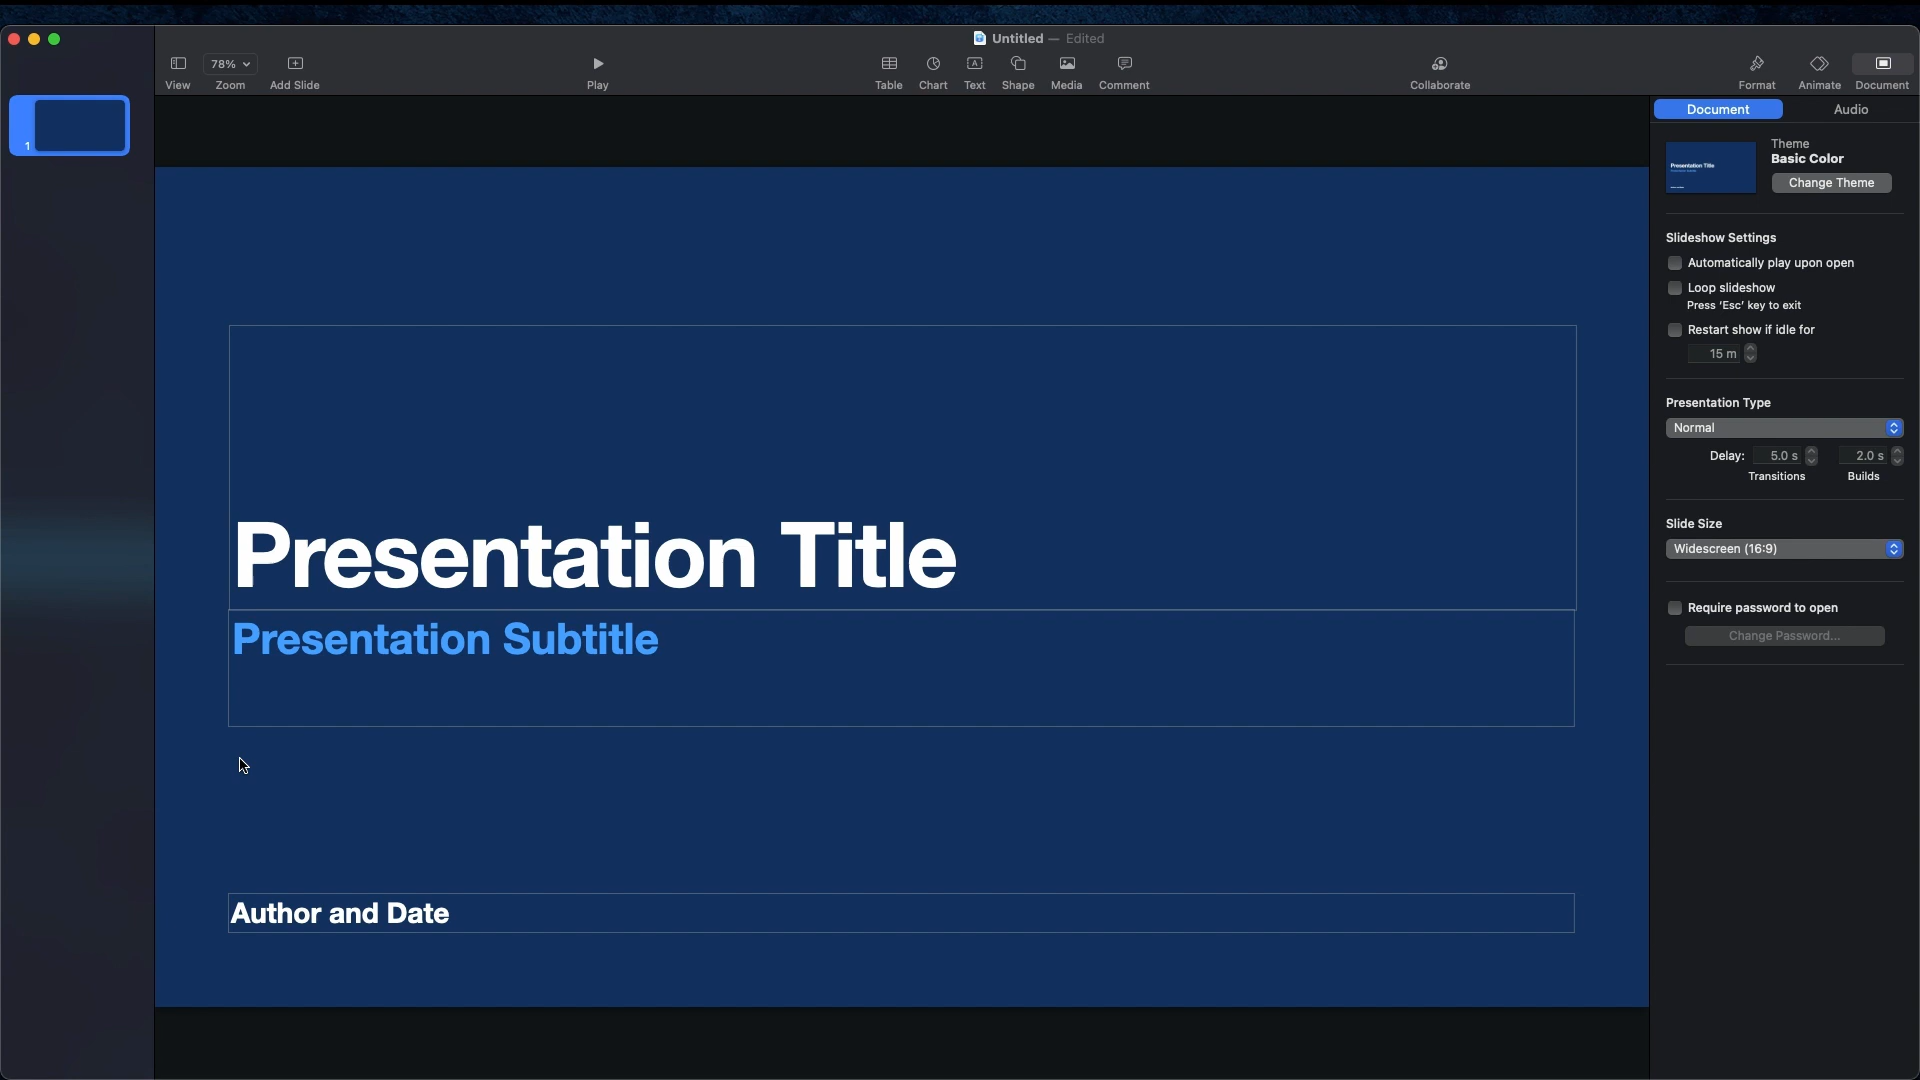 Untitled — Edited
View
78%
Zoom
Add Slide
Play
Table
Chart
Text
Shape
Media
Comment
Collaborate
Format
Animate
Document
1
Presentation Title
Presentation Subtitle
Author and Date
Document
Audio
Presentation Title
Theme
Basic Color
Change Theme
Slideshow Settings
Automatically play upon open
Loop slideshow
Press ‘Esc’ key to exit
Restart show if idle for
15 m
Presentation Type
Normal
Delay: 5.0 s 2.0 s
Transitions Builds
Slide Size
Widescreen (16:9)
Require password to open
Change Password...